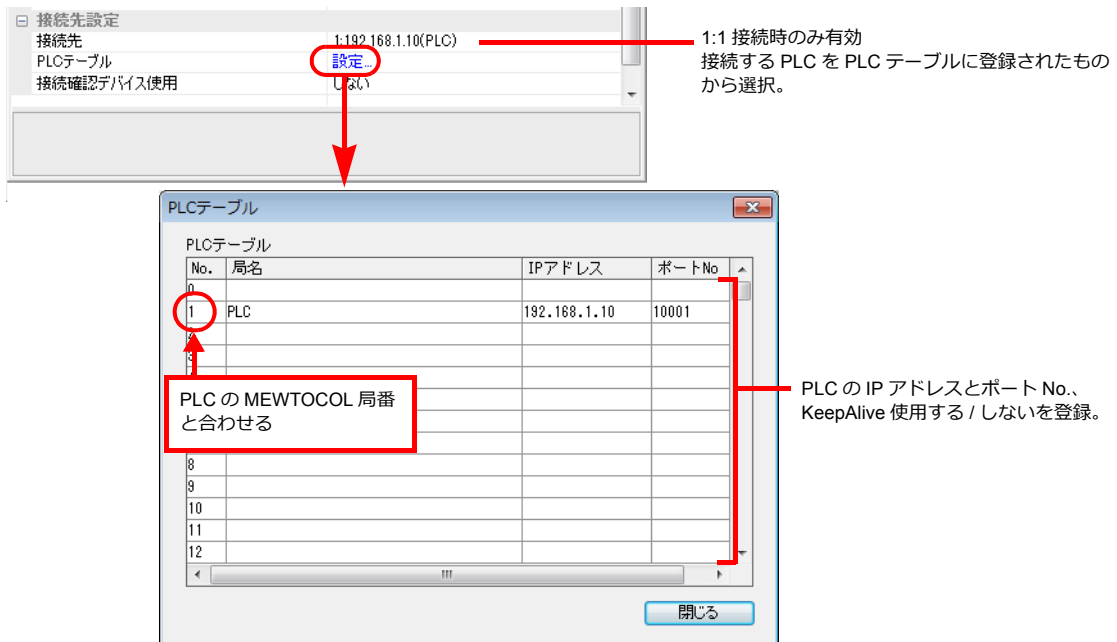 接続先設定
接続先 1:192.168.1.10(PLC)
PLCテーブル 設定...
接続確認デバイス使用 しない
1:1 接続時のみ有効
接続する PLC を PLC テーブルに登録されたもの
から選択。
PLCテーブル
PLCテーブル
No. 局名 IPアドレス ポートNo
0
1 PLC 192.168.1.10 10001
2
3
PLC の MEWTOCOL 局番
と合わせる
8
9
10
11
12
閉じる
PLC の IP アドレスとポート No.、
KeepAlive 使用する / しないを登録。